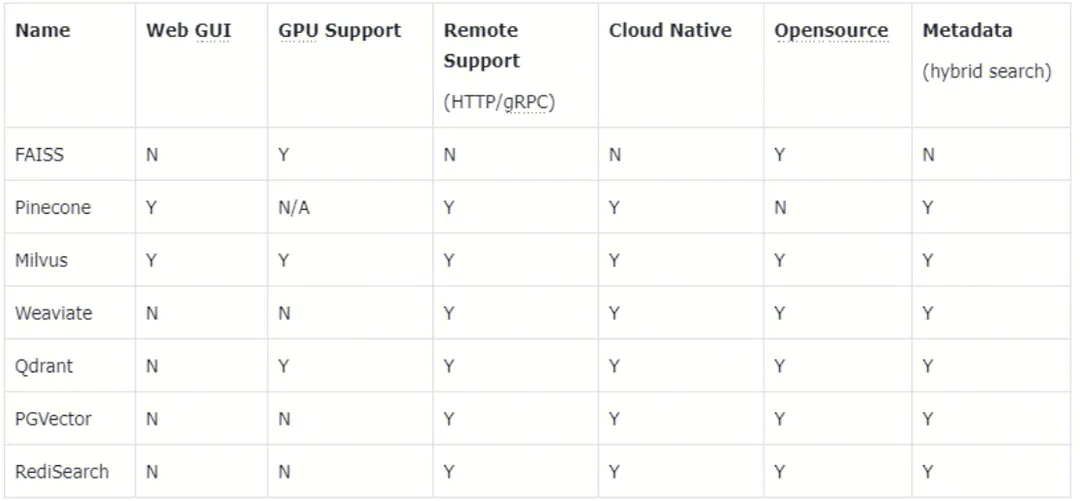 Name Web GUI GPU Support Remote Support (HTTP/gRPC) Cloud Native Opensource Metadata (hybrid search)
FAISS N Y N N Y N
Pinecone Y N/A Y Y N Y
Milvus Y Y Y Y Y Y
Weaviate N N Y Y Y Y
Qdrant N Y Y Y Y Y
PGVector N N Y Y Y Y
RediSearch N N Y Y Y Y